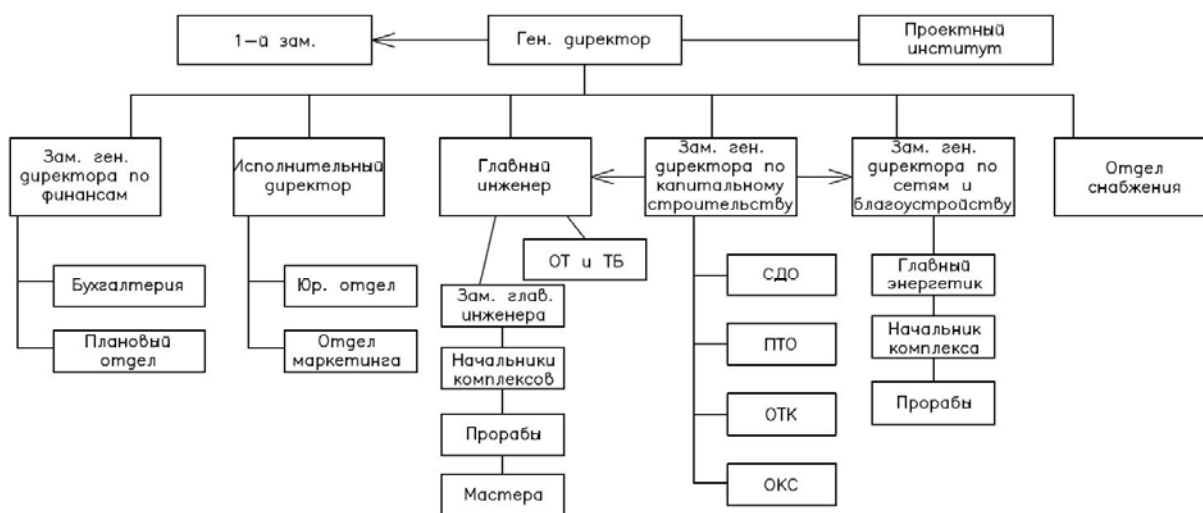 1-й зам.
Ген. директор
Проектный
институт
Зам. ген.
директора по
финансам
Исполнительный
директор
Главный
инженер
Зам. ген.
директора по
капитальному
строительству
Зам. ген.
директора по
сетям и
благоустройству
Отдел
снабжения
Бухгалтерия
Плановый
отдел
Юр. отдел
Отдел
маркетинга
ОТ и ТБ
Зам. глав.
инженера
Начальники
комплексов
Прорабы
Мастера
СДО
ПТО
ОТК
ОКС
Главный
энергетик
Начальник
комплекса
Прорабы